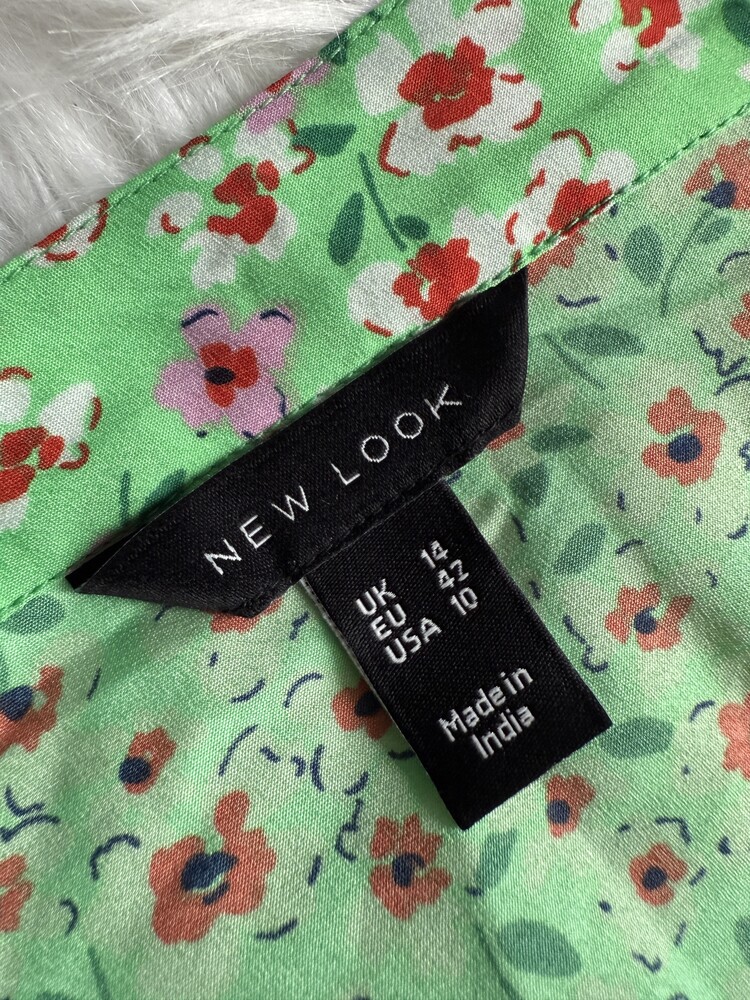 NEW LOOK
UK 14
EU 42
USA 10
Made in
India